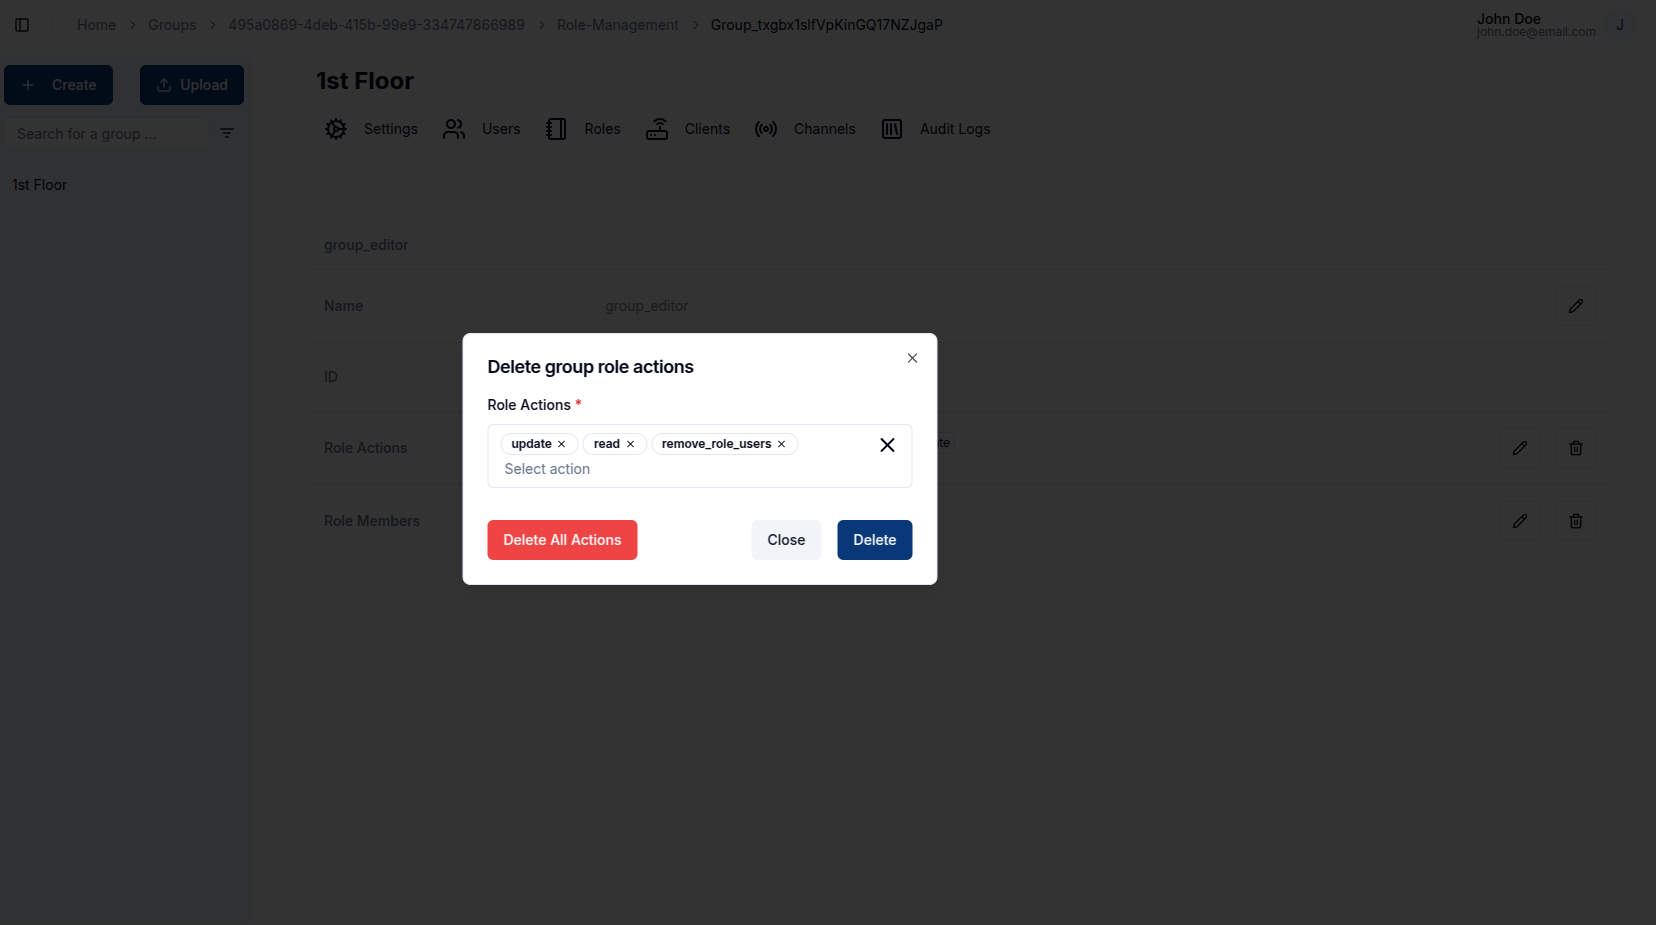 Home > Groups > 495a0869-4deb-415b-99e9-334747866989 > Role-Management > Group_txgbx1slfVpKinGQ17NZJgaP
John Doe
john.doe@email.com
J
Create
Upload
Search for a group ...
1st Floor
1st Floor
Settings Users Roles Clients Channels Audit Logs
group_editor
Name group_editor
ID
Role Actions
Role Members
Delete group role actions
Role Actions *
update read remove_role_users
Select action
Delete All Actions Close Delete